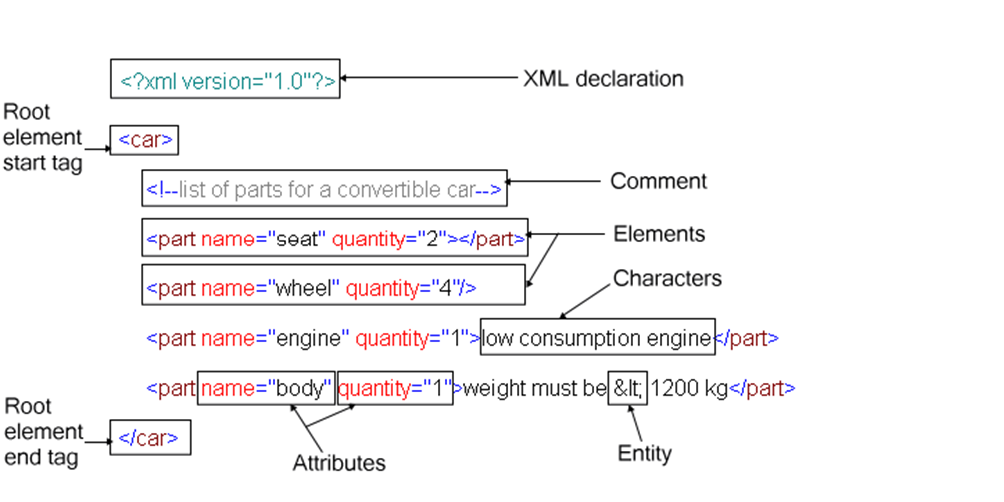 <?xml version="1.0"?>
XML declaration
Root
element
start tag
<car>
<!--list of parts for a convertible car-->
Comment
<part name="seat" quantity="2"></part>
Elements
<part name="wheel" quantity="4"/>
Characters
<part name="engine" quantity="1">low consumption engine</part>
<part name="body" quantity="1">weight must be &lt; 1200 kg</part>
Root
element
end tag
</car>
Attributes
Entity